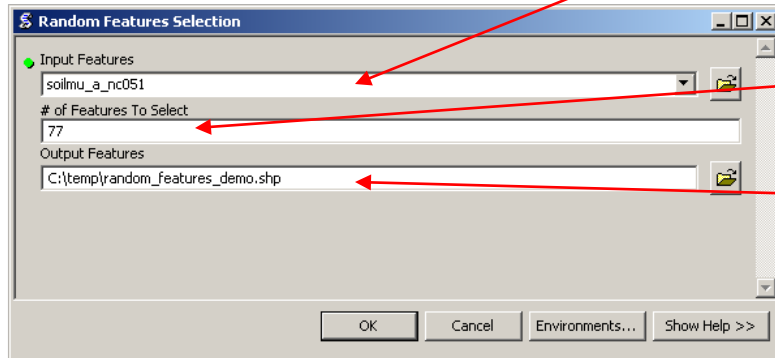 Random Features Selection
Input Features
soilmu_a_nc051
# of Features To Select
77
Output Features
C:\temp\random_features_demo.shp
OK Cancel Environments... Show Help >>